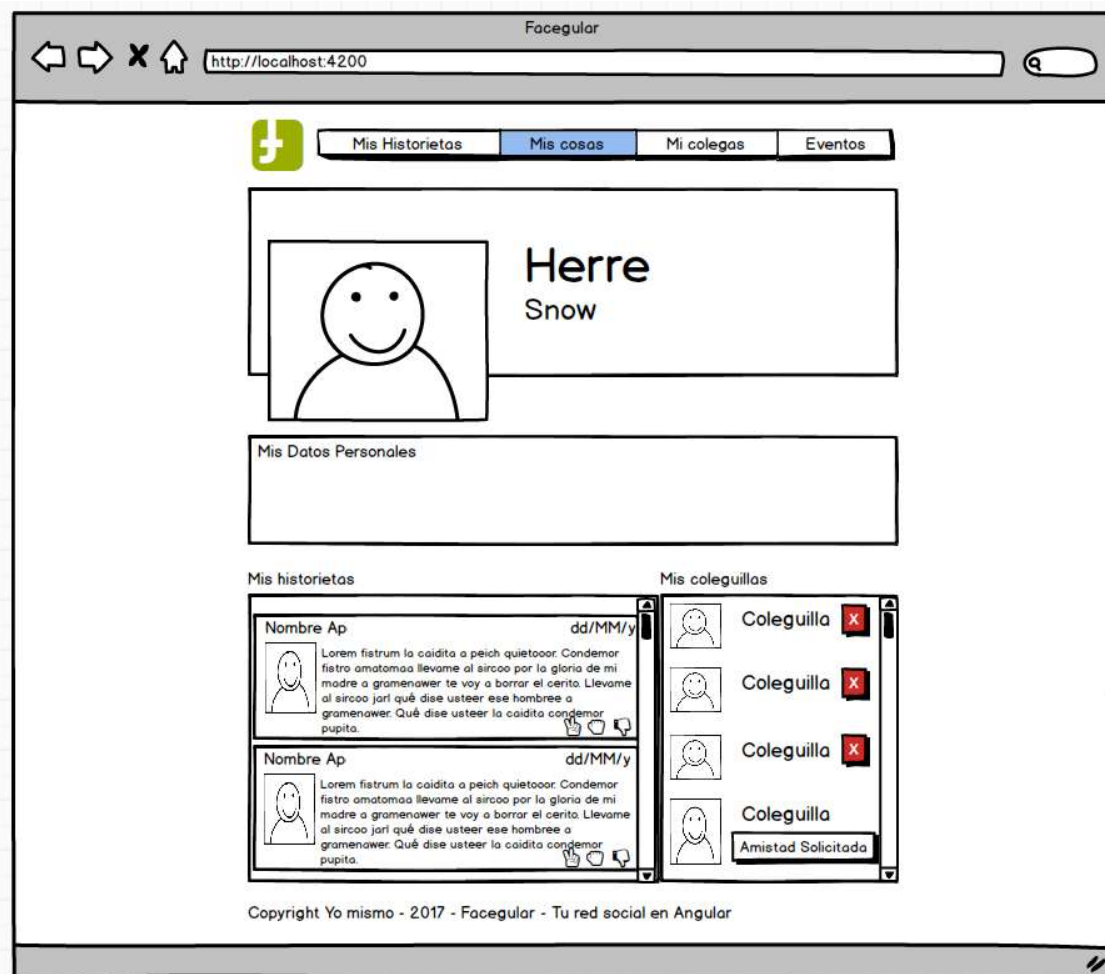 Facegular
http://localhost:4200
Mis Historietas
Mis cosas
Mi colegas
Eventos
Herre
Snow
Mis Datos Personales
Mis historietas
Nombre Ap
dd/MM/y
Lorem fistrum la caidita a peich quietooor. Condemor
fistro amatomaa llevame al sircoo por la gloria de mi
madre a gramenawer te voy a borrar el cerito. Llevame
al sircoo jarl qué dise usteer ese hombree a
gramenawer. Qué dise usteer la caidita condemor
pupita.
Nombre Ap
dd/MM/y
Lorem fistrum la caidita a peich quietooor. Condemor
fistro amatomaa llevame al sircoo por la gloria de mi
madre a gramenawer te voy a borrar el cerito. Llevame
al sircoo jarl qué dise usteer ese hombree a
gramenawer. Qué dise usteer la caidita condemor
pupita.
Mis coleguillas
Coleguilla
X
Coleguilla
X
Coleguilla
X
Coleguilla
Amistad Solicitada
Copyright Yo mismo - 2017 - Facegular - Tu red social en Angular